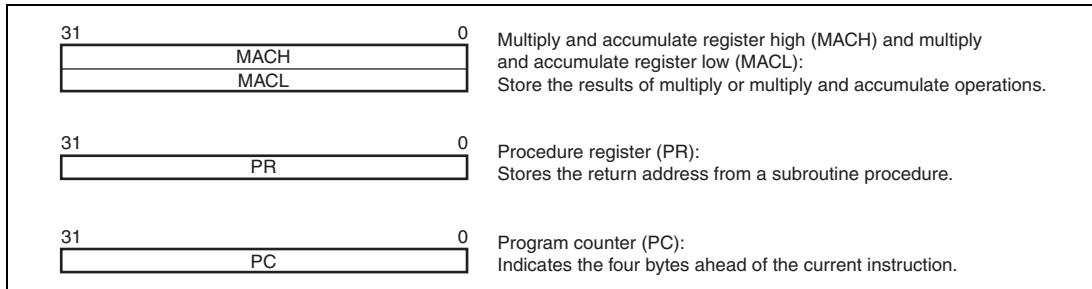 31 0
MACH
MACL
Multiply and accumulate register high (MACH) and multiply
and accumulate register low (MACL):
Store the results of multiply or multiply and accumulate operations.
31 0
PR
Procedure register (PR):
Stores the return address from a subroutine procedure.
31 0
PC
Program counter (PC):
Indicates the four bytes ahead of the current instruction.